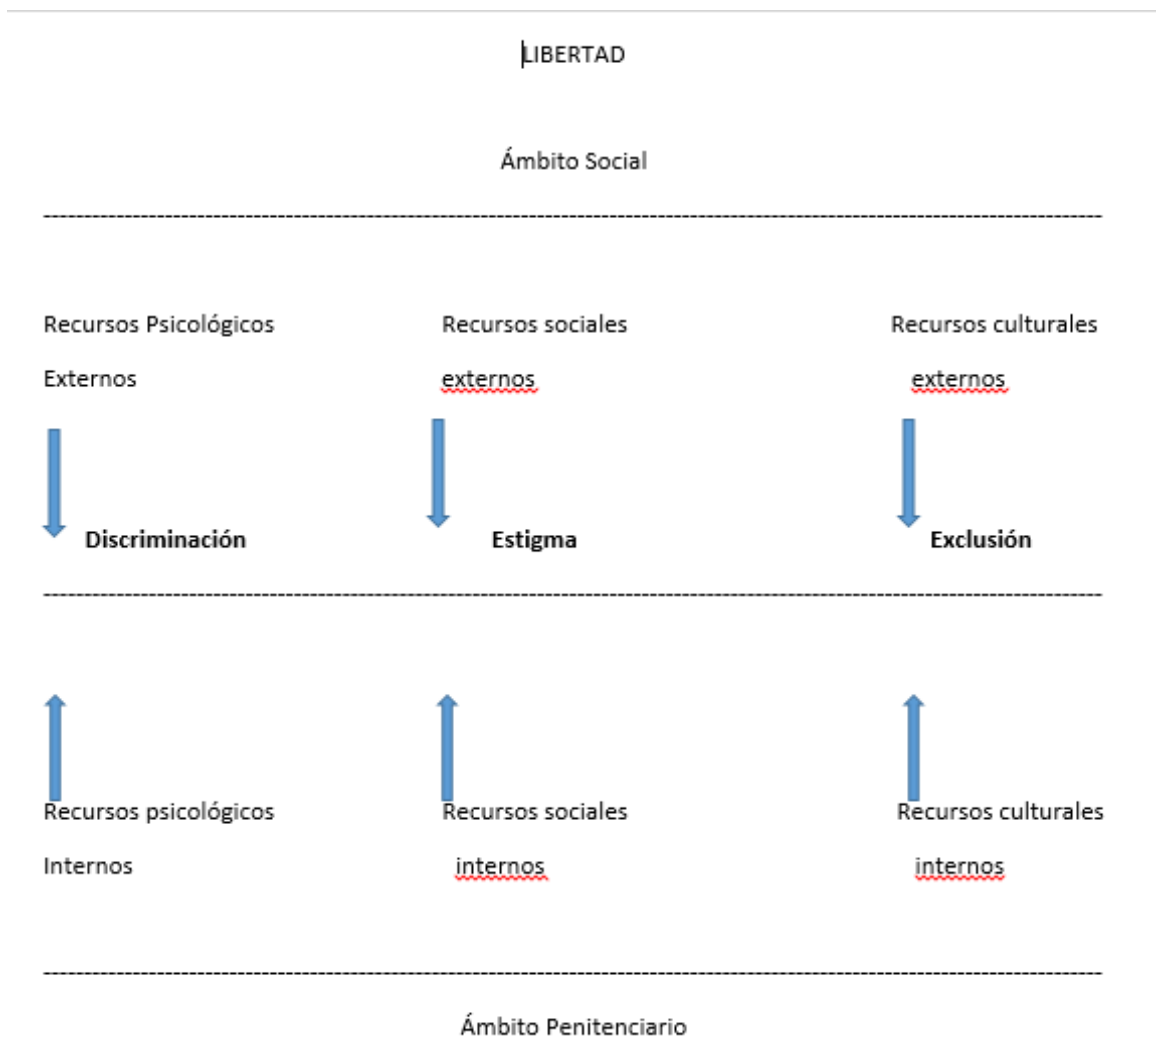 LIBERTAD
Ámbito Social
Recursos Psicológicos Recursos sociales Recursos culturales
Externos externos externos
Discriminación Estigma Exclusión
Recursos psicológicos Recursos sociales Recursos culturales
Internos internos internos
Ámbito Penitenciario